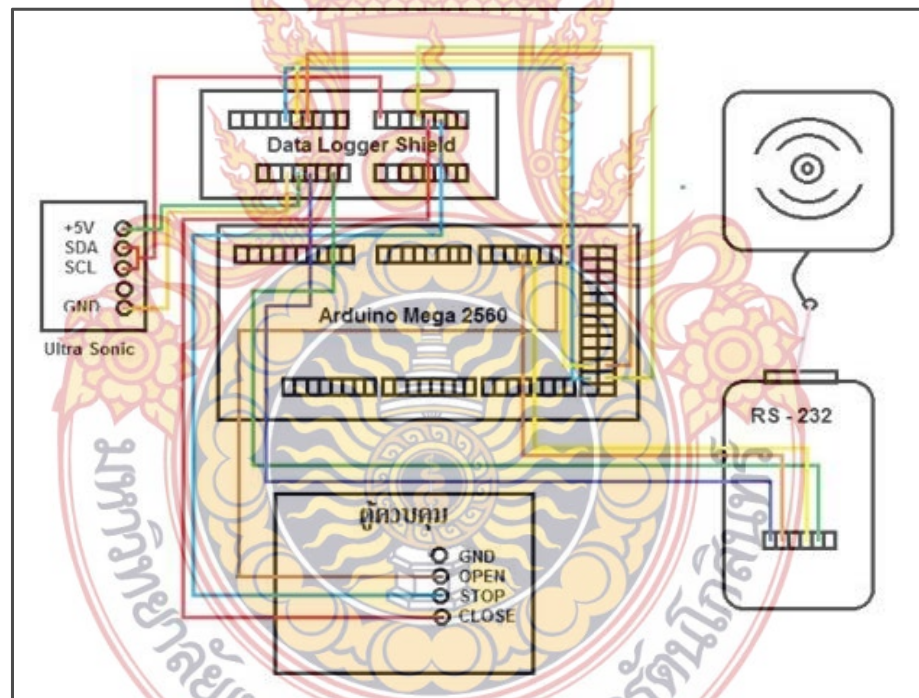 Data Logger Shield
+5V
SDA
SCL
GND
Ultra Sonic
Arduino Mega 2560
RS - 232
ตู้ควบคุม
GND
OPEN
STOP
CLOSE